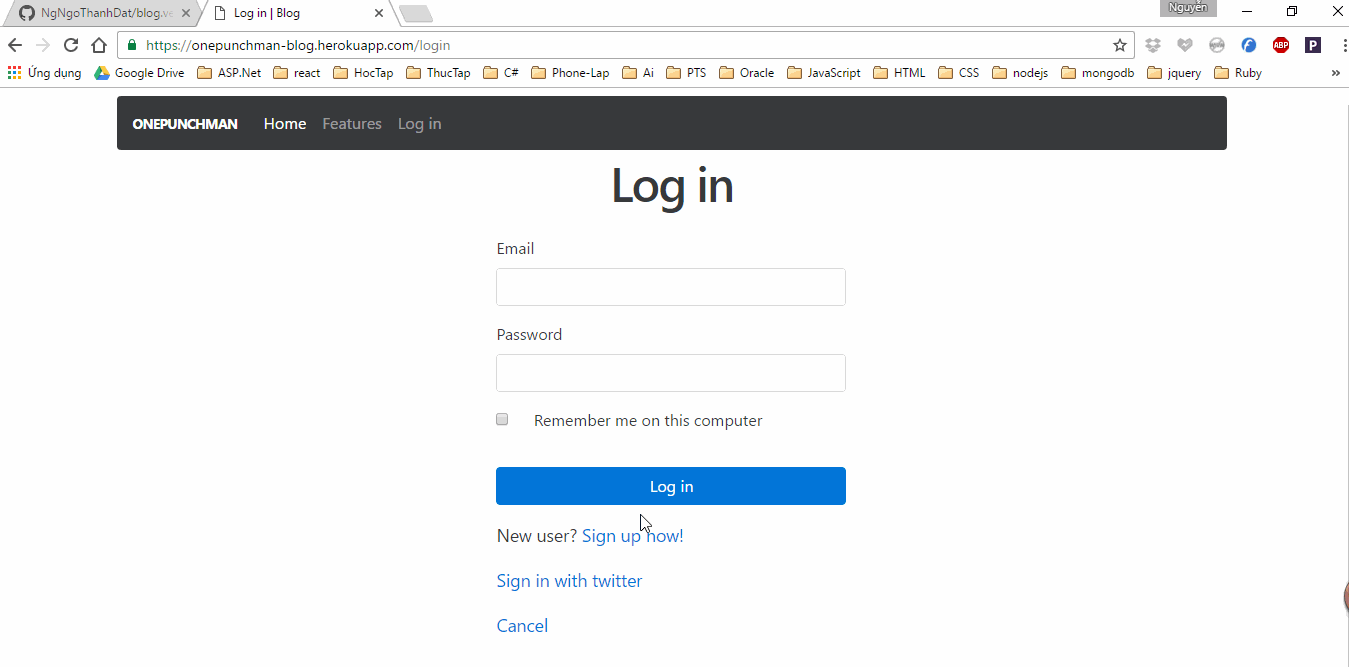 NgNgoThanhDat/blog.ve
Log in | Blog
Nguyễn
https://onepunchman-blog.herokuapp.com/login
ABP
P
Ứng dụng Google Drive ASP.Net react HocTap ThucTap C# Phone-Lap Ai PTS Oracle JavaScript HTML CSS nodejs mongodb jquery Ruby »
ONEPUNCHMAN Home Features Log in
Log in
Email
Password
Remember me on this computer
Log in
New user? Sign up now!
Sign in with twitter
Cancel